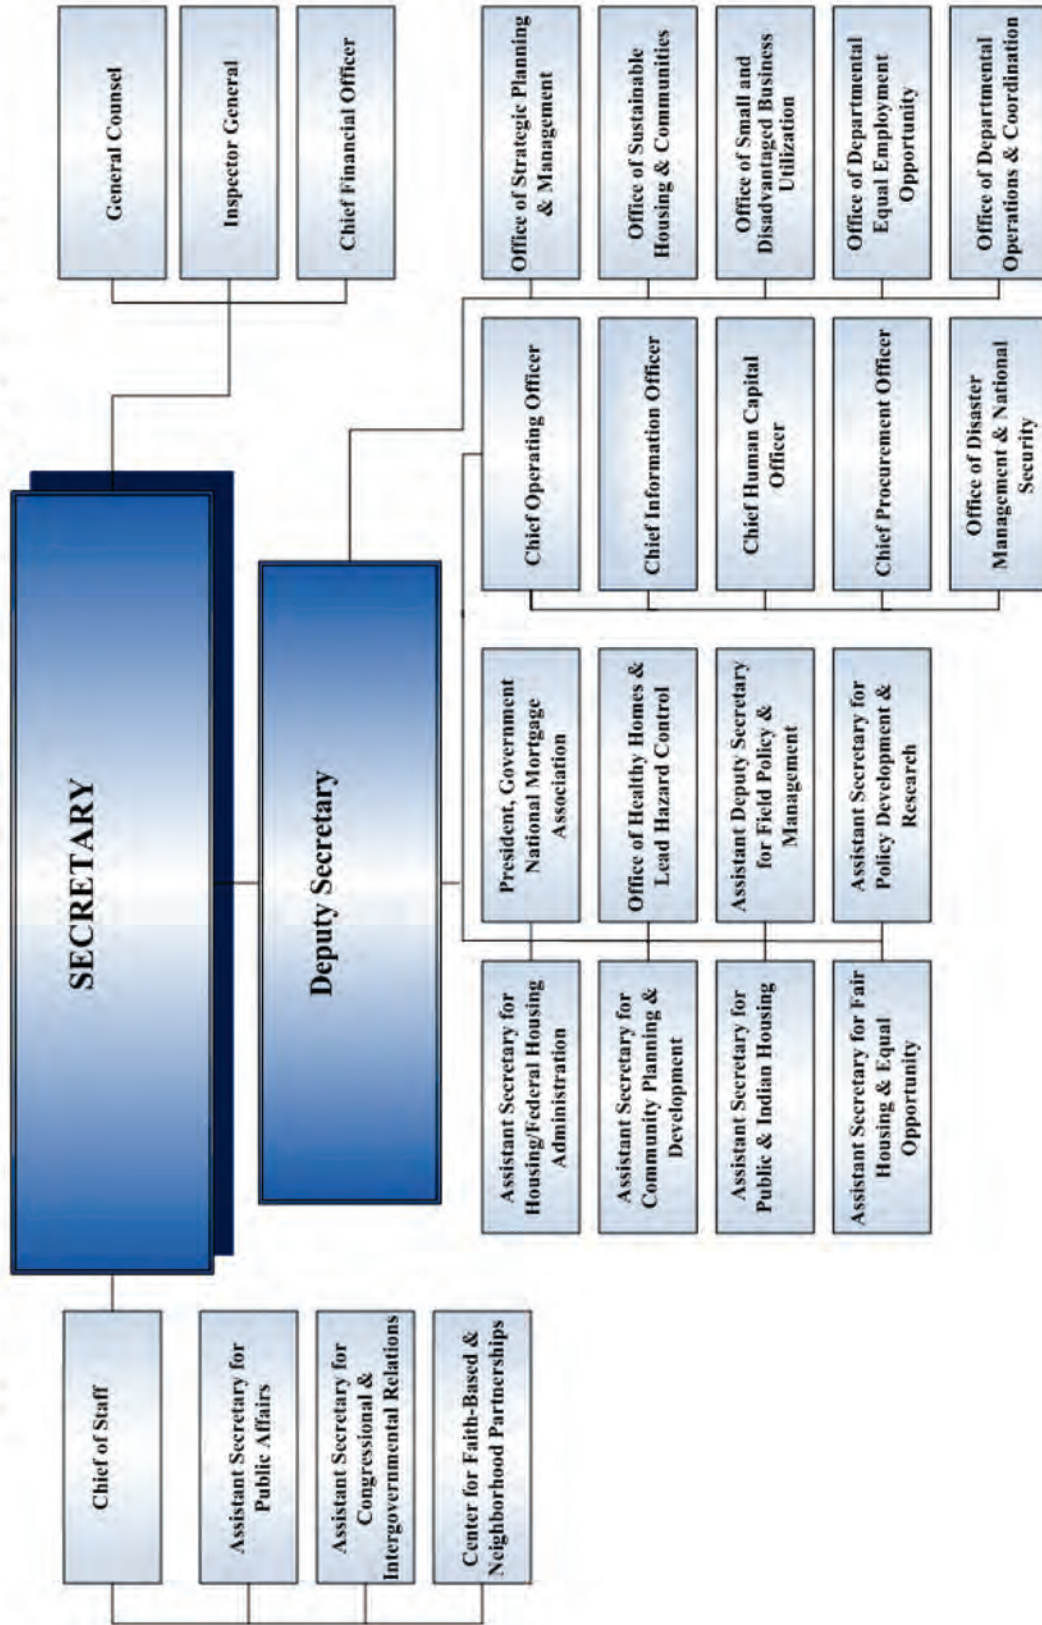 SECRETARY
Deputy Secretary
Chief of Staff
Assistant Secretary for
Public Affairs
Assistant Secretary for
Congressional &
Intergovernmental Relations
Center for Faith-Based &
Neighborhood Partnerships
General Counsel
Inspector General
Chief Financial Officer
Assistant Secretary for
Housing/Federal Housing
Administration
Assistant Secretary for
Community Planning &
Development
Assistant Secretary for
Public & Indian Housing
Assistant Secretary for Fair
Housing & Equal
Opportunity
President, Government
National Mortgage
Association
Office of Healthy Homes &
Lead Hazard Control
Assistant Deputy Secretary
for Field Policy &
Management
Assistant Secretary for
Policy Development &
Research
Chief Operating Officer
Chief Information Officer
Chief Human Capital
Officer
Chief Procurement Officer
Office of Disaster
Management & National
Security
Office of Strategic Planning
& Management
Office of Sustainable
Housing & Communities
Office of Small and
Disadvantaged Business
Utilization
Office of Departmental
Equal Employment
Opportunity
Office of Departmental
Operations & Coordination